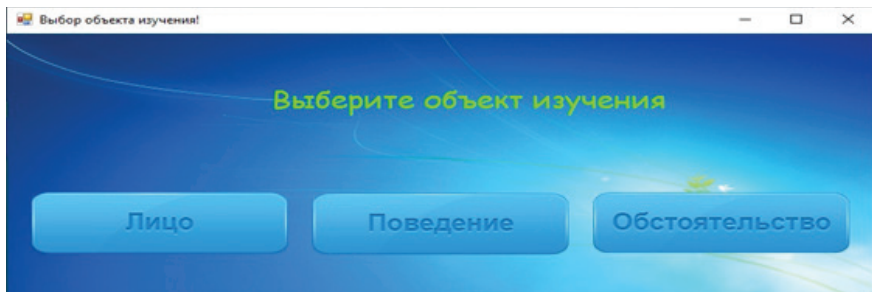 Выбор объекта изучения!
Выберите объект изучения
Лицо
Поведение
Обстоятельство